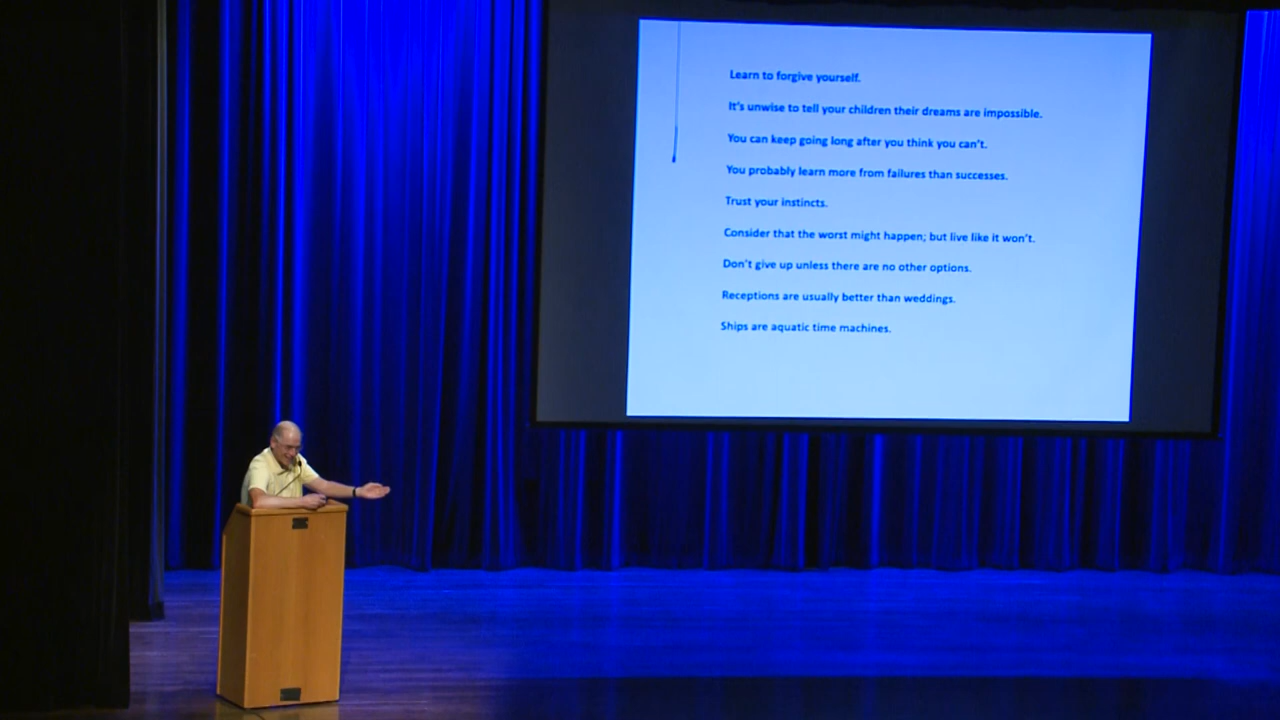 Learn to forgive yourself.
It's unwise to tell your children their dreams are impossible.
You can keep going long after you think you can't.
You probably learn more from failures than successes.
Trust your instincts.
Consider that the worst might happen; but live like it won't.
Don't give up unless there are no other options.
Receptions are usually better than weddings.
Ships are aquatic time machines.